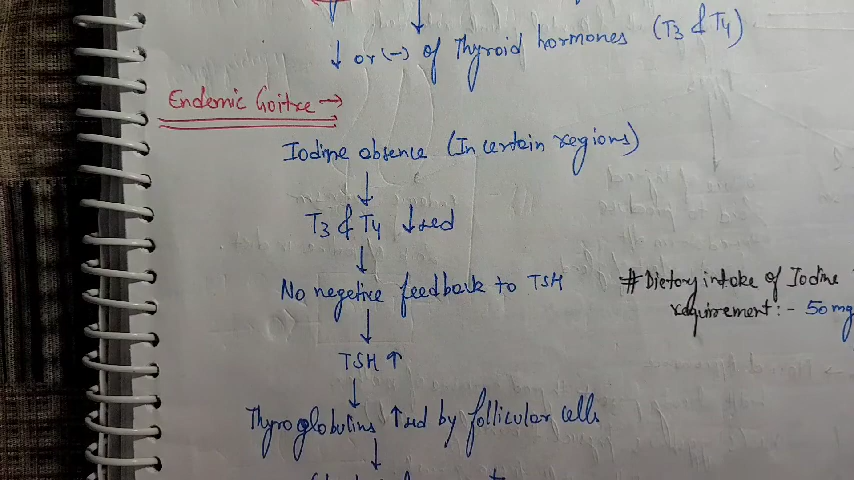 ↓ or (-) of Thyroid hormones (T3 & T4)
Endemic Goitre →
Iodine absence (In certain regions)
↓
T3 & T4 ↓sed
↓
No negetive feedback to TSH
# Dietary intake of Iodine
requirement :- 50 mg
↓
TSH ↑
↓
Thyroglobulins ↑sed by follicular cells
↓